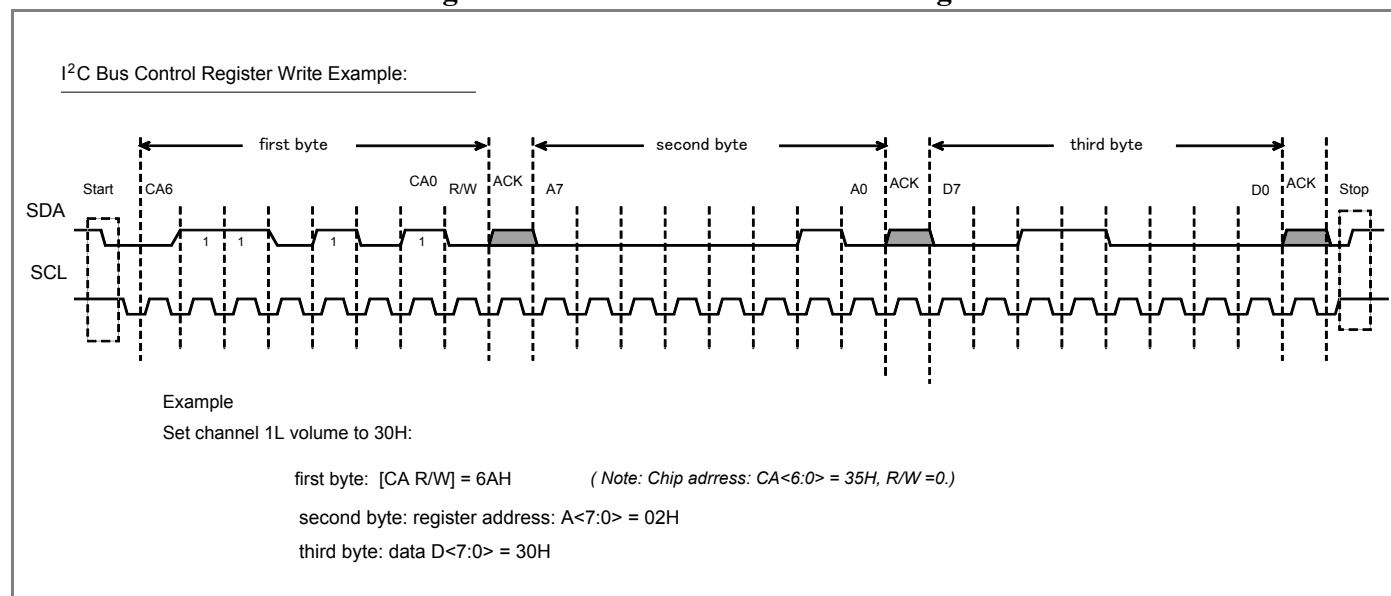 I²C Bus Control Register Write Example:
first byte second byte third byte
Start CA6 CA0 R/W ACK A7 A0 ACK D7 D0 ACK Stop
SDA
1 1 1 1
SCL
Example
Set channel 1L volume to 30H:
first byte: [CA R/W] = 6AH ( Note: Chip adrress: CA<6:0> = 35H, R/W =0.)
second byte: register address: A<7:0> = 02H
third byte: data D<7:0> = 30H